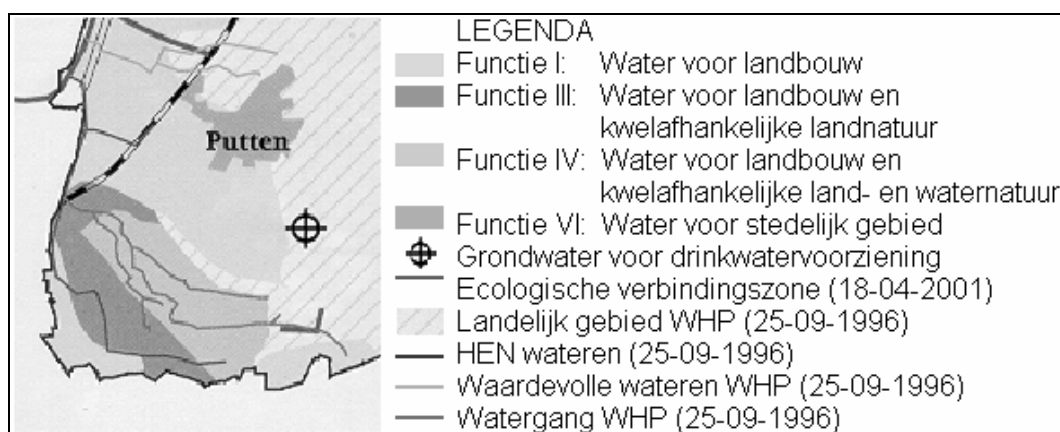 Putten
LEGENDA
Functie I: Water voor landbouw
Functie III: Water voor landbouw en
kwelafhankelijke landnatuur
Functie IV: Water voor landbouw en
kwelafhankelijke land- en waternatuur
Functie VI: Water voor stedelijk gebied
Grondwater voor drinkwatervoorziening
Ecologische verbindingszone (18-04-2001)
Landelijk gebied WHP (25-09-1996)
HEN wateren (25-09-1996)
Waardevolle wateren WHP (25-09-1996)
Watergang WHP (25-09-1996)